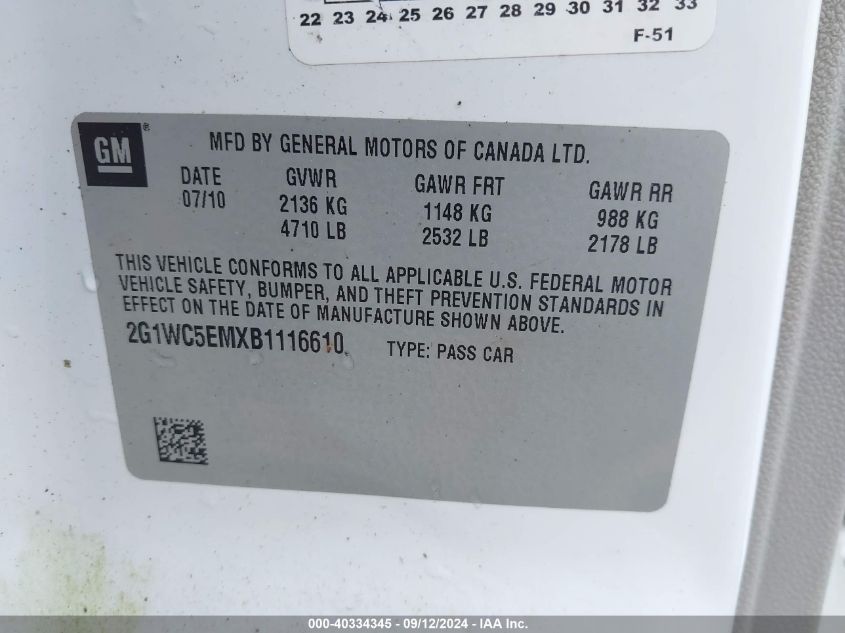 22 23 24 25 26 27 28 29 30 31 32 33
F-51
GM®
MFD BY GENERAL MOTORS OF CANADA LTD.
DATE GVWR GAWR FRT GAWR RR
07/10 2136 KG 1148 KG 988 KG
4710 LB 2532 LB 2178 LB
THIS VEHICLE CONFORMS TO ALL APPLICABLE U.S. FEDERAL MOTOR
VEHICLE SAFETY, BUMPER, AND THEFT PREVENTION STANDARDS IN
EFFECT ON THE DATE OF MANUFACTURE SHOWN ABOVE.
2G1WC5EMXB1116610 TYPE: PASS CAR
000-40334345 - 09/12/2024 - IAA Inc.